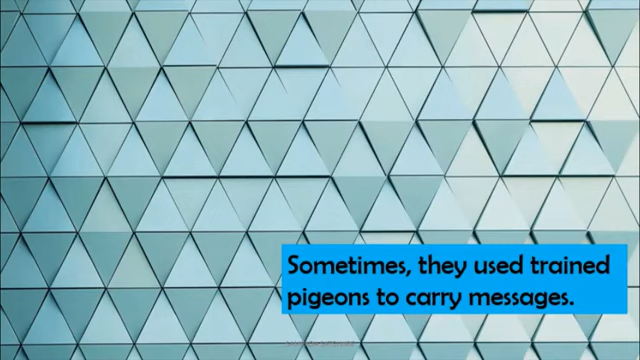 Sometimes, they used trained
pigeons to carry messages.